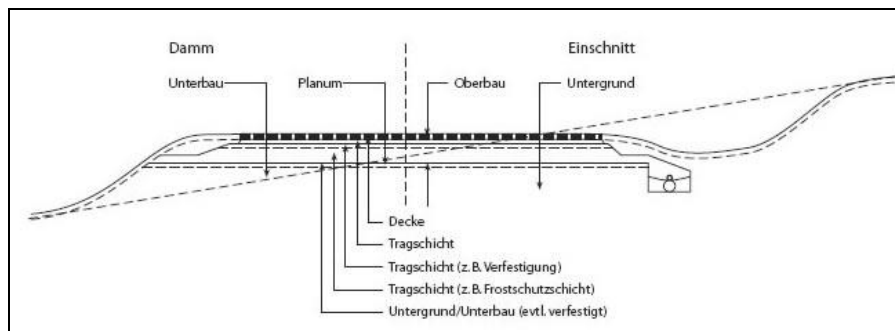 Damm
Einschnitt
Unterbau
Planum
Oberbau
Untergrund
Decke
Tragschicht
Tragschicht (z. B. Verfestigung)
Tragschicht (z. B. Frostschutzschicht)
Untergrund/Unterbau (evtl. verfestigt)